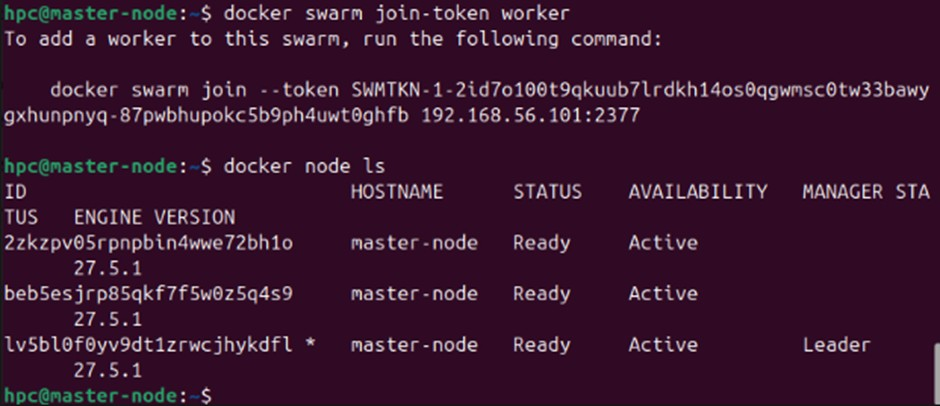 hpc@master-node:~$ docker swarm join-token worker
To add a worker to this swarm, run the following command:
docker swarm join --token SWMTKN-1-2id7o100t9qkuub7lrdkh14os0qgwmsc0tw33bawy
gxhunpnyq-87pwbhupokc5b9ph4uwt0ghfb 192.168.56.101:2377
hpc@master-node:~$ docker node ls
ID HOSTNAME STATUS AVAILABILITY MANAGER STA
TUS ENGINE VERSION
2zkzpv05rpnpbin4wwe72bh1o master-node Ready Active
27.5.1
beb5esjrp85qkf7f5w0z5q4s9 master-node Ready Active
27.5.1
lv5bl0f0yv9dt1zrwcjhykdfl * master-node Ready Active Leader
27.5.1
hpc@master-node:~$